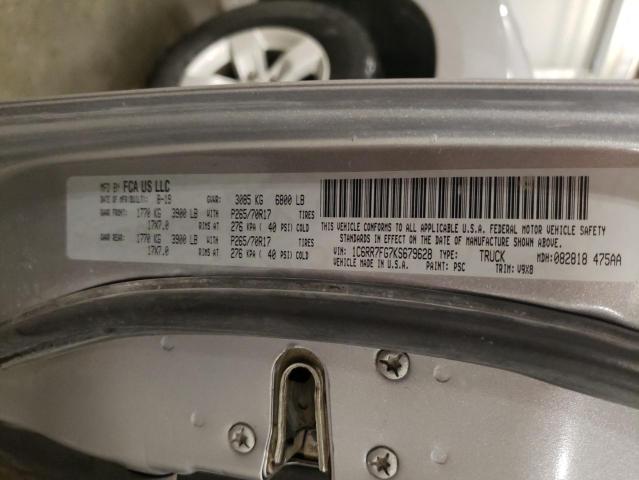 MFD BY FCA US LLC
DATE OF MFR(BUILT): 8-19 GVWR: 3085 KG 6800 LB
GAWR FRONT: 1770 KG 3900 LB WITH P265/70R17 TIRES
17X7.0 RIMS AT 276 KPA ( 40 PSI) COLD
GAWR REAR: 1770 KG 3900 LB WITH P265/70R17 TIRES
17X7.0 RIMS AT 276 KPA ( 40 PSI) COLD
THIS VEHICLE CONFORMS TO ALL APPLICABLE U.S.A. FEDERAL MOTOR VEHICLE SAFETY
STANDARDS IN EFFECT ON THE DATE OF MANUFACTURE SHOWN ABOVE.
VIN: 1C6RR7FG7KS679628 TYPE: TRUCK MDH: 082818 475AA
VEHICLE MADE IN U.S.A. PAINT: PSC TRIM: V9X8